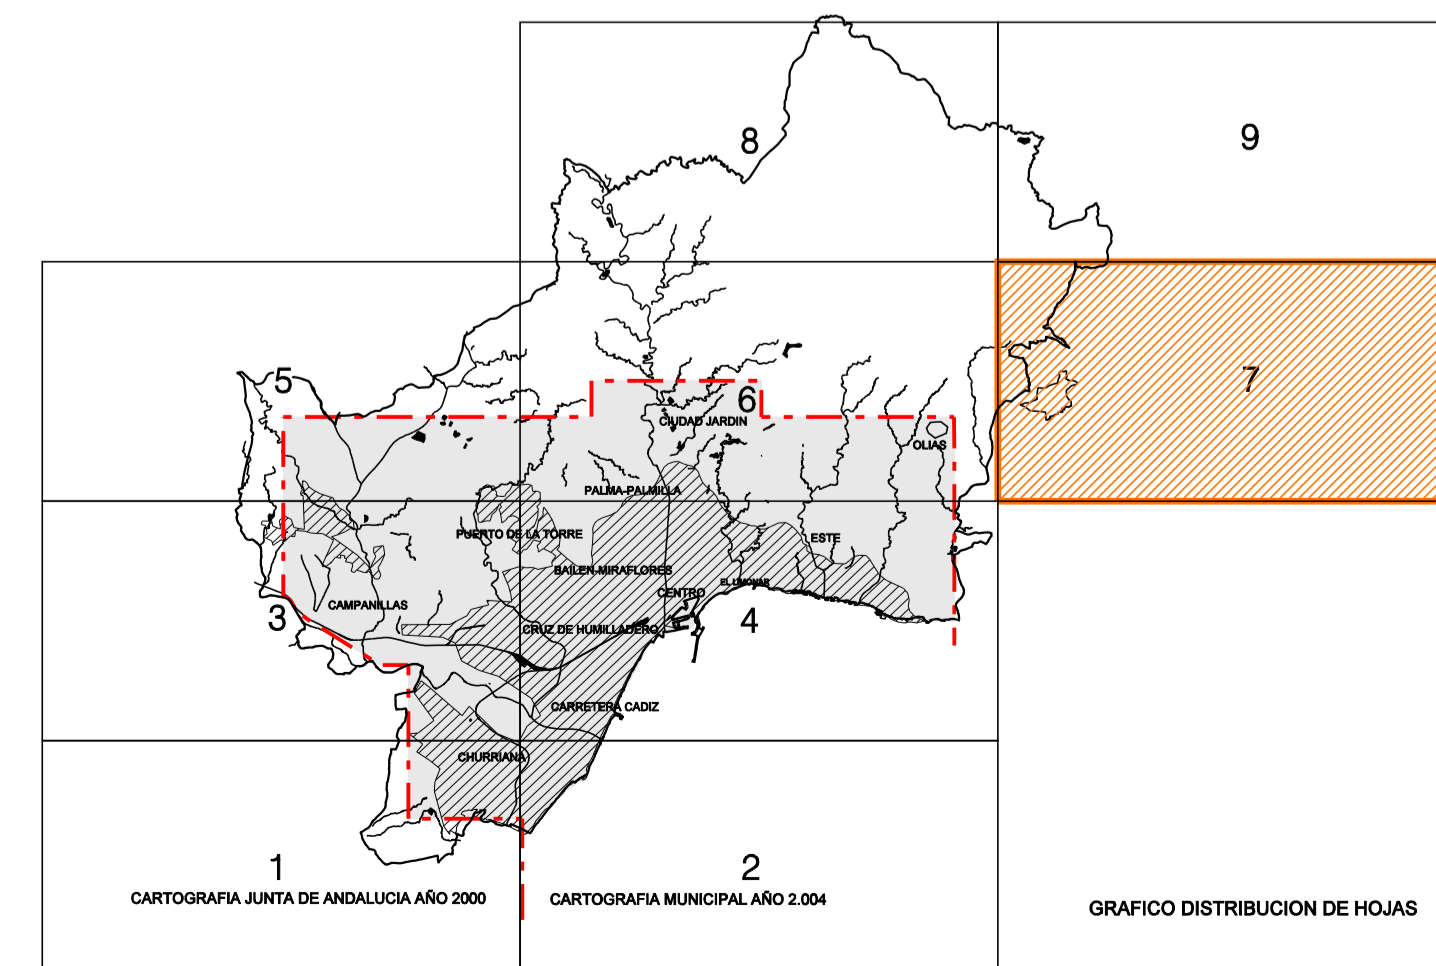 8
9
5
6
7
CIUDAD JARDIN
OLIAS
PALMA-PALMILLA
PUERTO DE LA TORRE
ESTE
BAILEN-MIRAFLORES
EL LIMONAR
CENTRO
CAMPANILLAS
3
4
CRUZ DE HUMILLADERO
CARRETERA CADIZ
CHURRIANA
1
2
CARTOGRAFIA JUNTA DE ANDALUCIA AÑO 2000
CARTOGRAFIA MUNICIPAL AÑO 2.004
GRAFICO DISTRIBUCION DE HOJAS